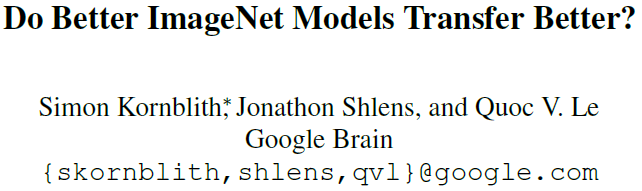 Do Better ImageNet Models Transfer Better?
Simon Kornblith,* Jonathon Shlens, and Quoc V. Le
Google Brain
{skornblith,shlens,qvl}@google.com